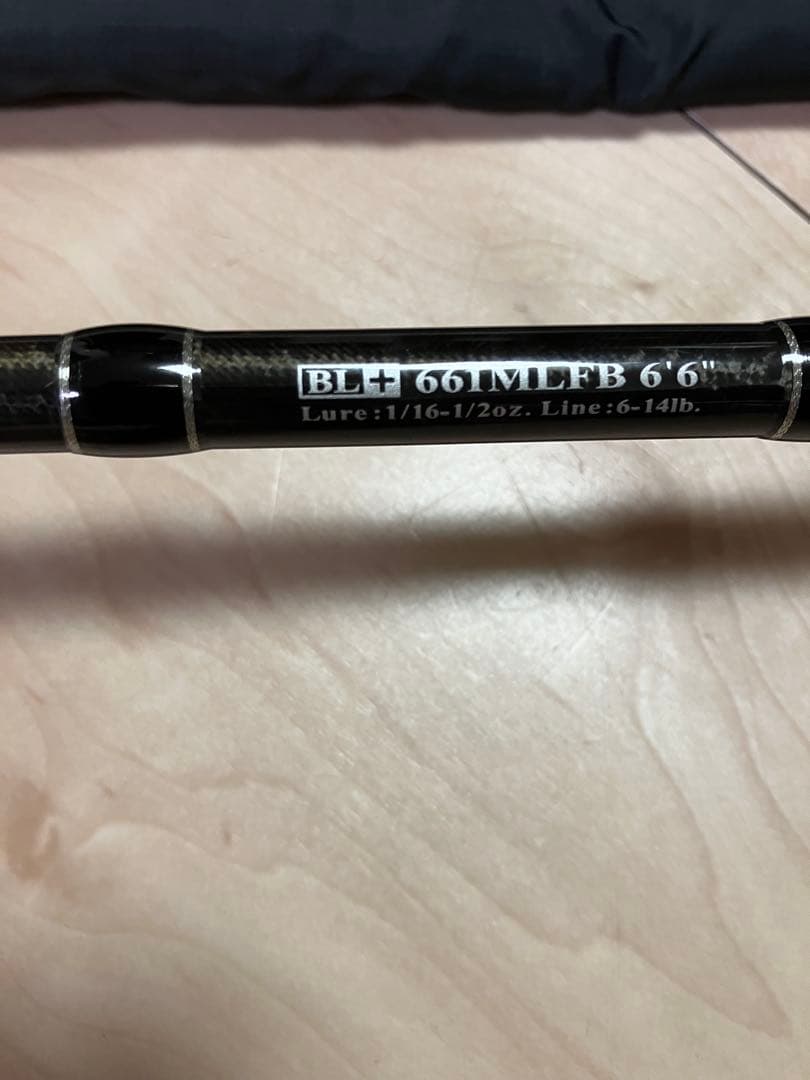 BL+ 661MLFB 6'6"
Lure:1/16-1/2oz. Line:6-14lb.